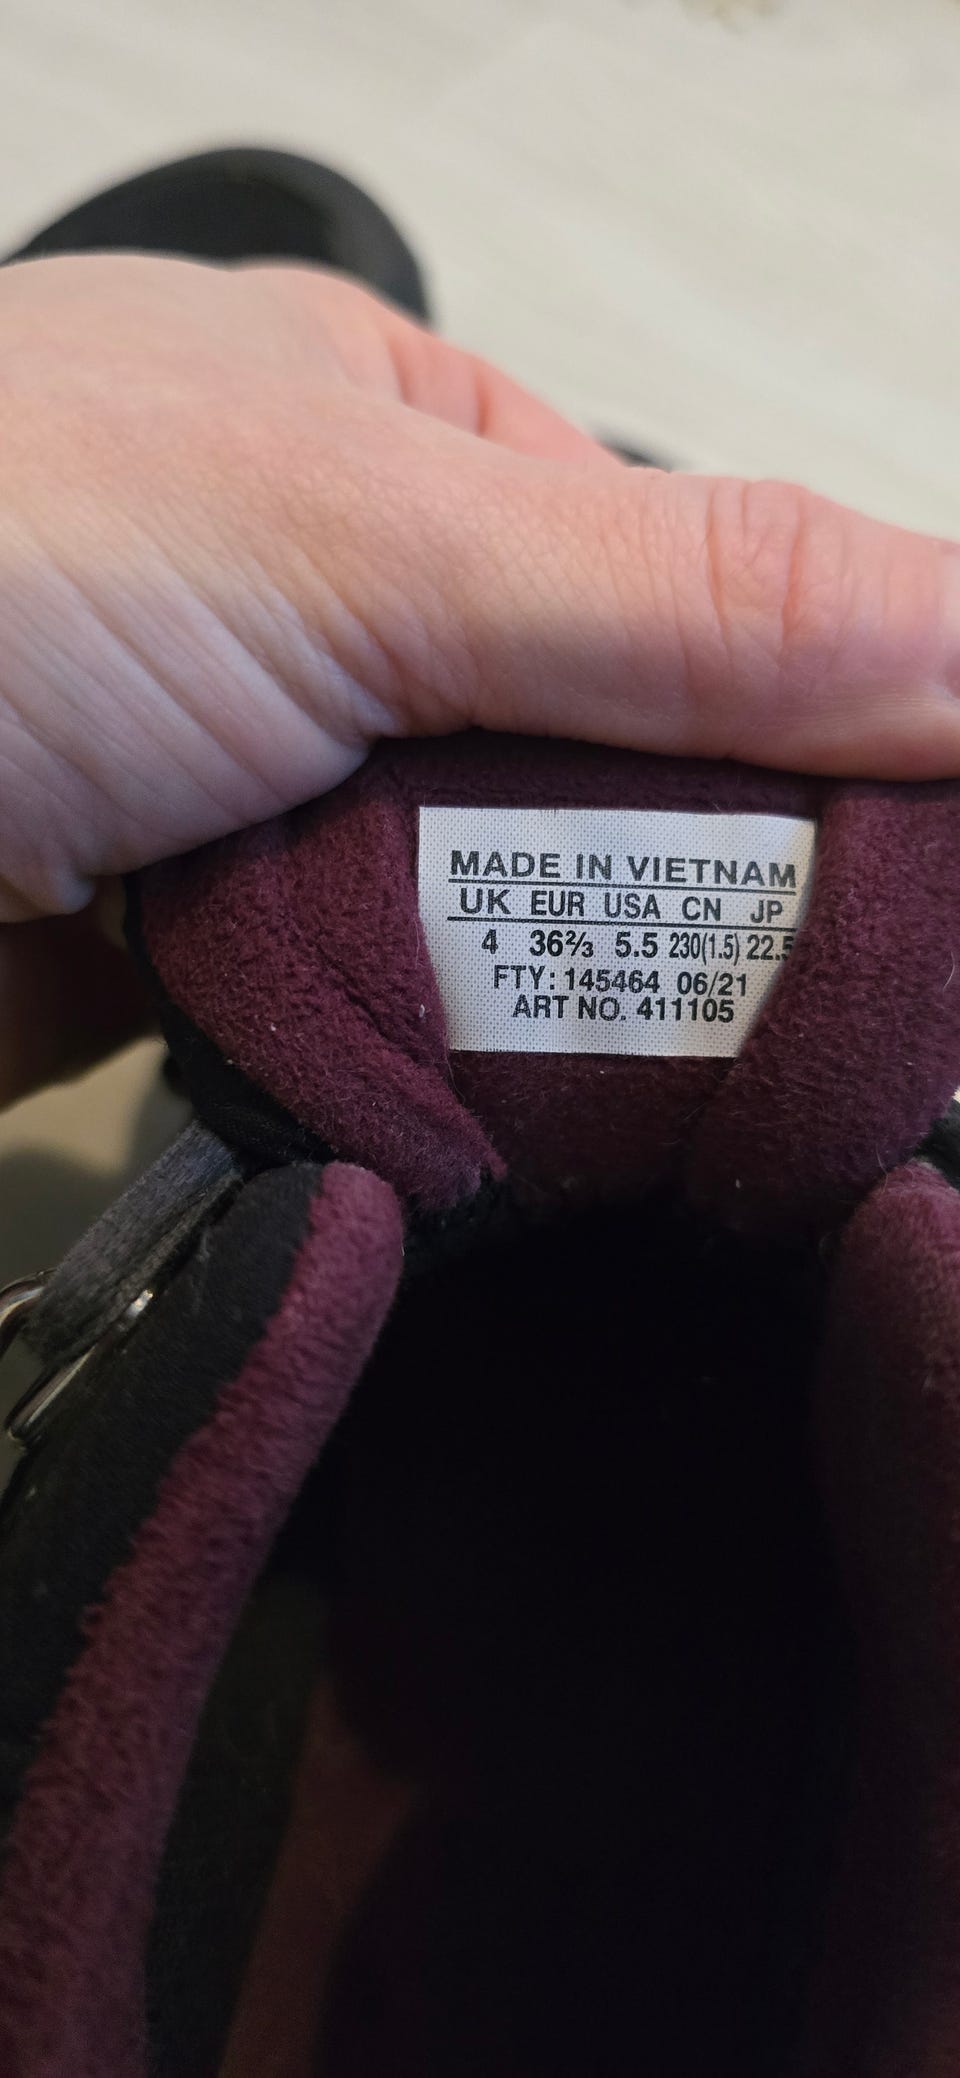 MADE IN VIETNAM
UK EUR USA CN JP
4 36⅔ 5.5 230(1.5) 22.5
FTY: 145464 06/21
ART NO. 411105